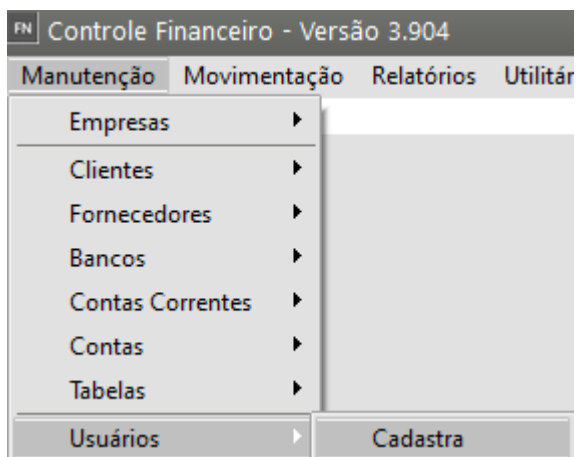 FN Controle Financeiro - Versão 3.904
Manutenção Movimentação Relatórios
Empresas
Clientes
Fornecedores
Bancos
Contas Correntes
Contas
Tabelas
Usuários Cadastra